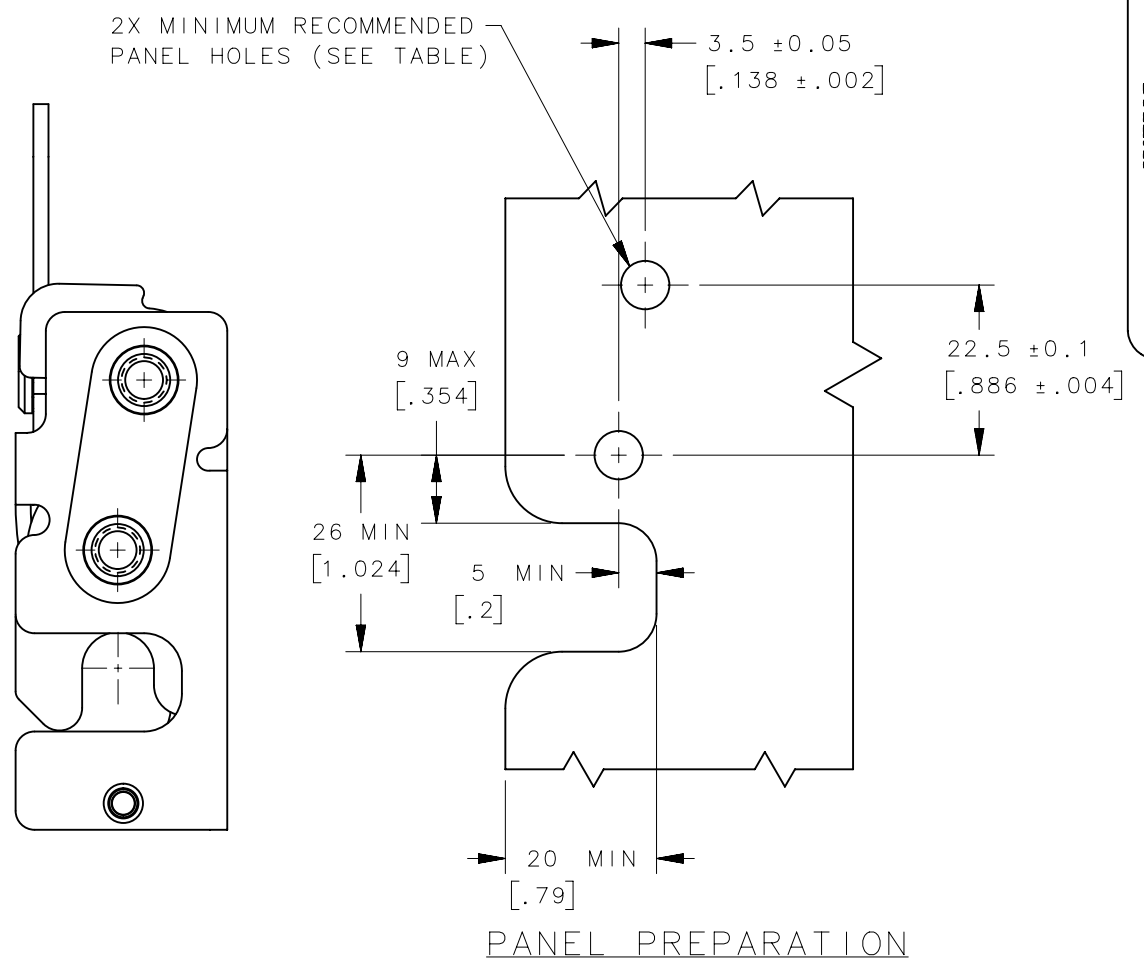 2X MINIMUM RECOMMENDED
PANEL HOLES (SEE TABLE)
3.5 ±0.05
[.138 ±.002]
9 MAX
[.354]
22.5 ±0.1
[.886 ±.004]
26 MIN
[1.024]
5 MIN
[.2]
20 MIN
[.79]
PANEL PREPARATION